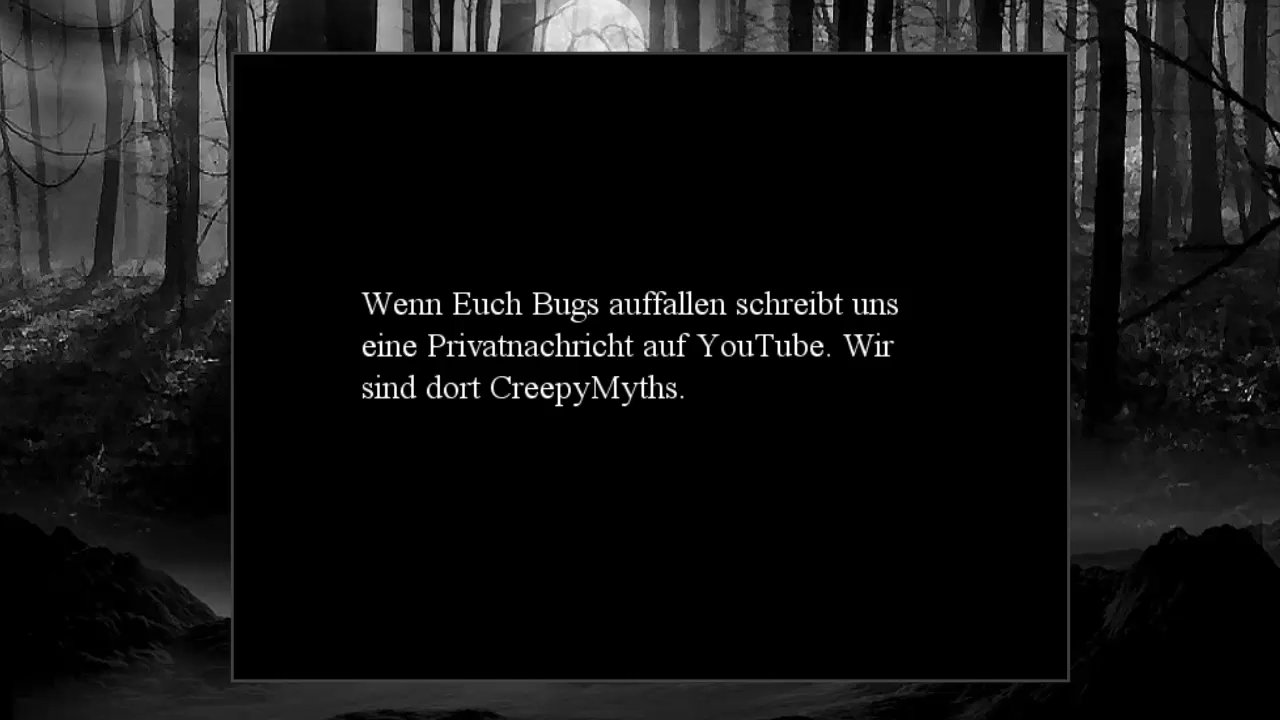 Wenn Euch Bugs auffallen schreibt uns
eine Privatnachricht auf YouTube. Wir
sind dort CreepyMyths.